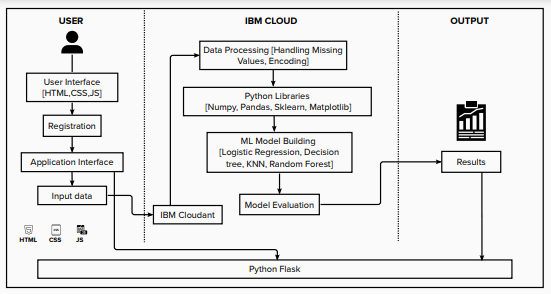 USER
IBM CLOUD
OUTPUT
User Interface
[HTML,CSS,JS]
Registration
Application Interface
Input data
HTML
CSS
JS
Data Processing [Handling Missing
Values, Encoding]
Python Libraries
[Numpy, Pandas, Sklearn, Matplotlib]
ML Model Building
[Logistic Regression, Decision
tree, KNN, Random Forest]
Model Evaluation
IBM Cloudant
Results
Python Flask